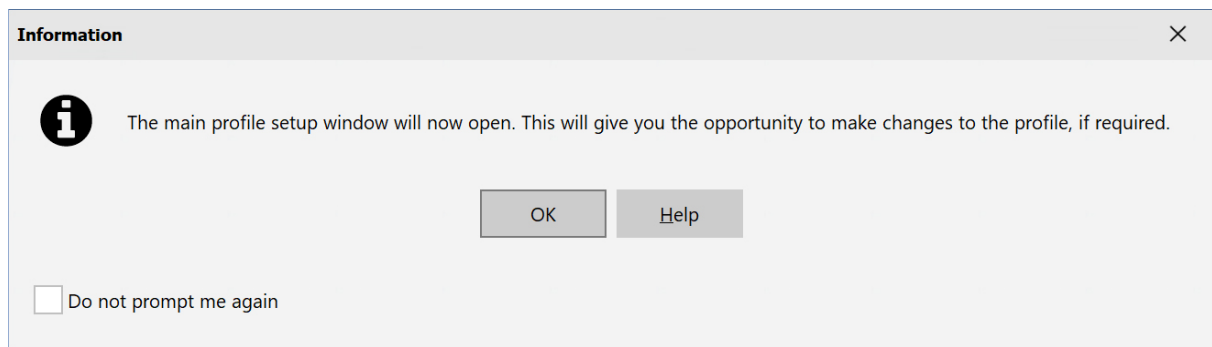 Information
The main profile setup window will now open. This will give you the opportunity to make changes to the profile, if required.
OK Help
Do not prompt me again